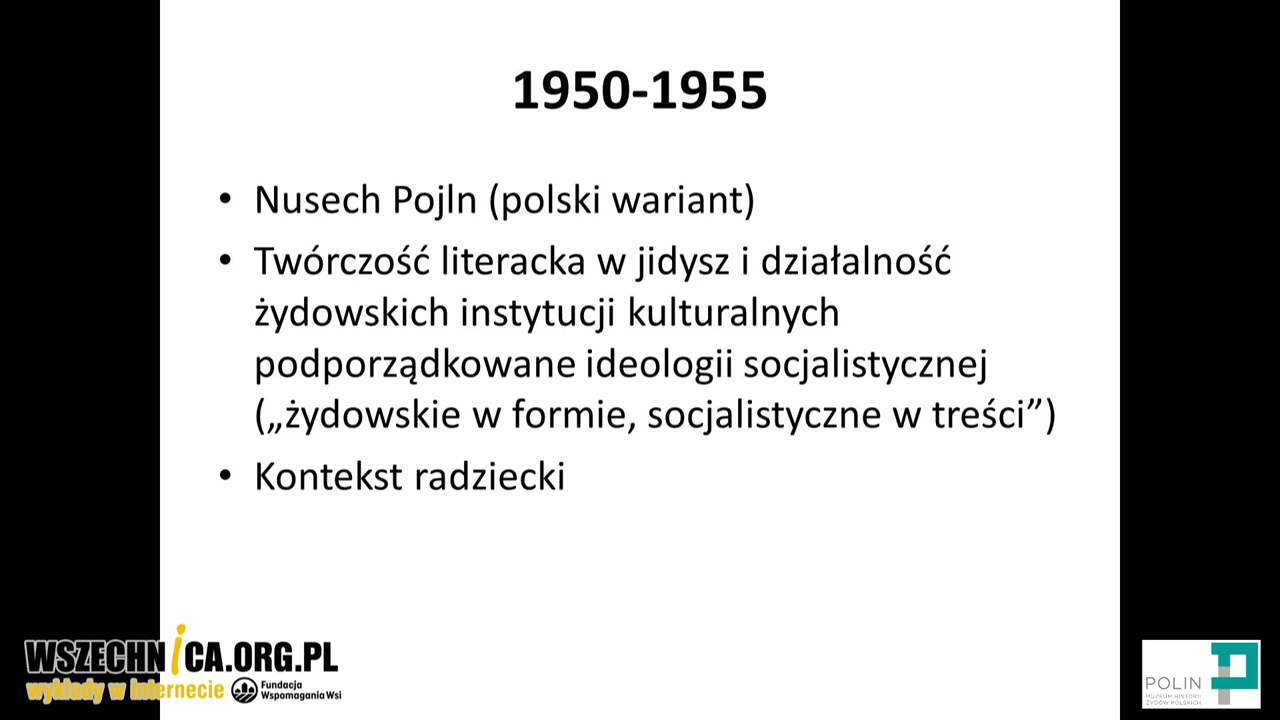 1950-1955
• Nusech Pojln (polski wariant)
• Twórczość literacka w jidysz i działalność
żydowskich instytucji kulturalnych
podporządkowane ideologii socjalistycznej
(„żydowskie w formie, socjalistyczne w treści”)
• Kontekst radziecki
WSZECHNiCA.ORG.PL
wykłady w internecie
Fundacja
Wspomagania Wsi
POLIN
MUZEUM HISTORII
ŻYDÓW POLSKICH